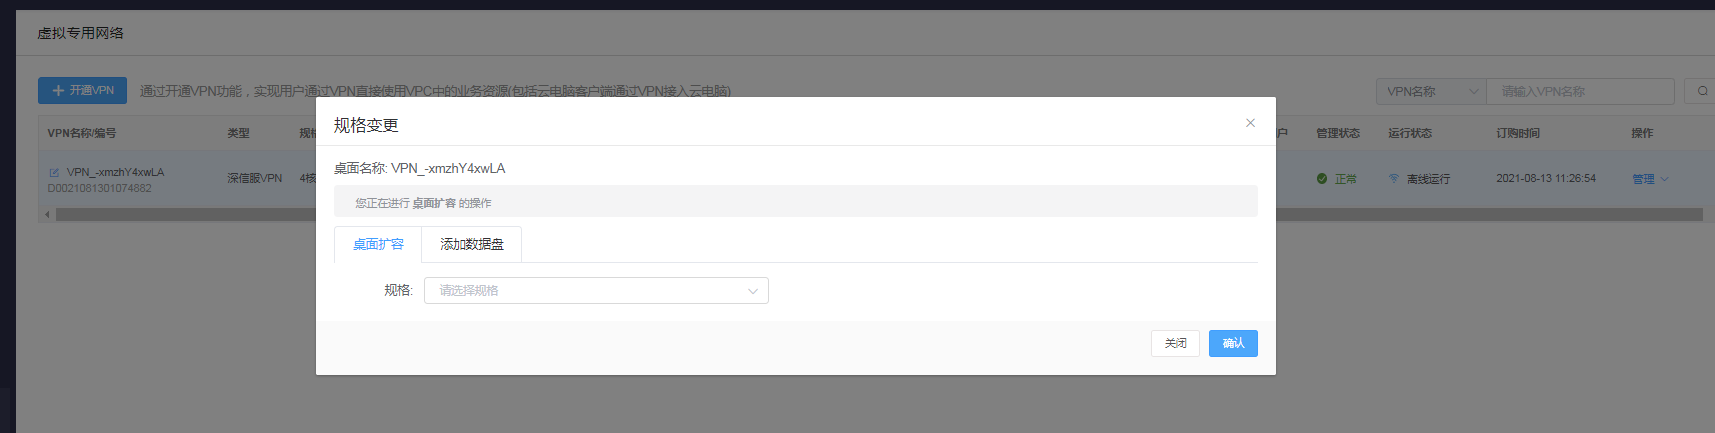 虚拟专用网络
开通VPN 通过开通VPN功能，实现用户通过VPN直接使用VPC中的业务资源(包括云电脑客户端通过VPN接入云电脑) VPN名称 请输入VPN名称
VPN名称/编号 类型 规格 户 管理状态 运行状态 订购时间 操作
VPN_-xmzhY4xwLA
D0021081301074882
深信服VPN 4核 正常 离线运行 2021-08-13 11:26:54 管理
规格变更
桌面名称: VPN_-xmzhY4xwLA
您正在进行 桌面扩容 的操作
桌面扩容 添加数据盘
规格: 请选择规格
关闭 确认